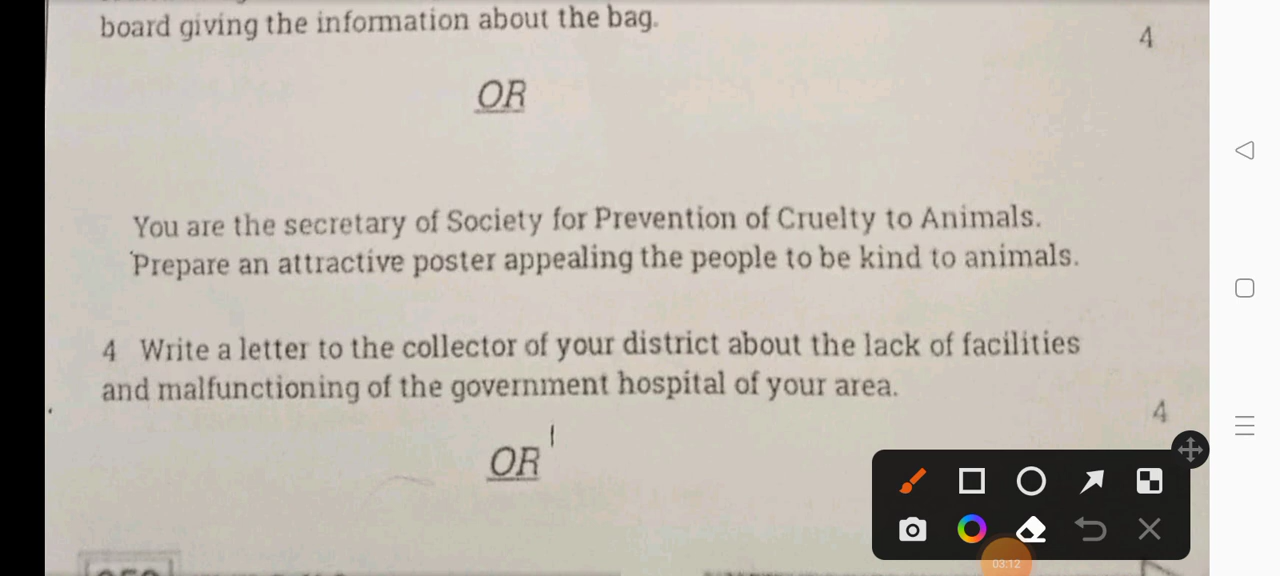 board giving the information about the bag.
4
OR
You are the secretary of Society for Prevention of Cruelty to Animals.
Prepare an attractive poster appealing the people to be kind to animals.
4 Write a letter to the collector of your district about the lack of facilities
and malfunctioning of the government hospital of your area.
4
OR
03:12